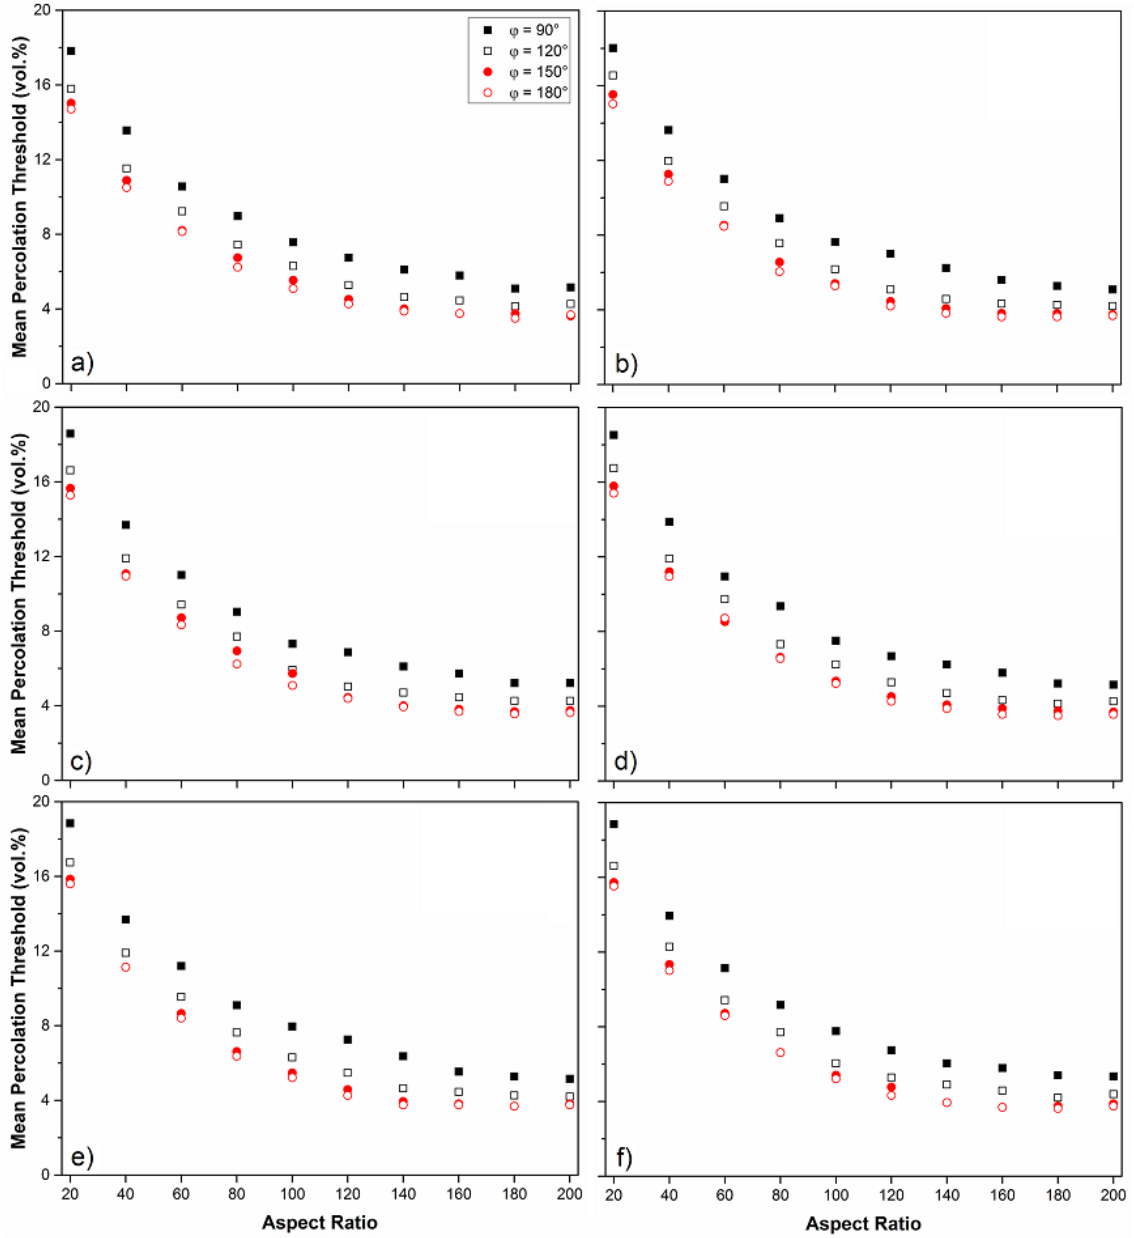 20
16
12
8
4
0
Mean Percolation Threshold (vol.%)
φ = 90°
φ = 120°
φ = 150°
φ = 180°
a)
b)
20
16
12
8
4
0
Mean Percolation Threshold (vol.%)
c)
d)
20
16
12
8
4
0
Mean Percolation Threshold (vol.%)
e)
f)
20 40 60 80 100 120 140 160 180 200
20 40 60 80 100 120 140 160 180 200
Aspect Ratio
Aspect Ratio